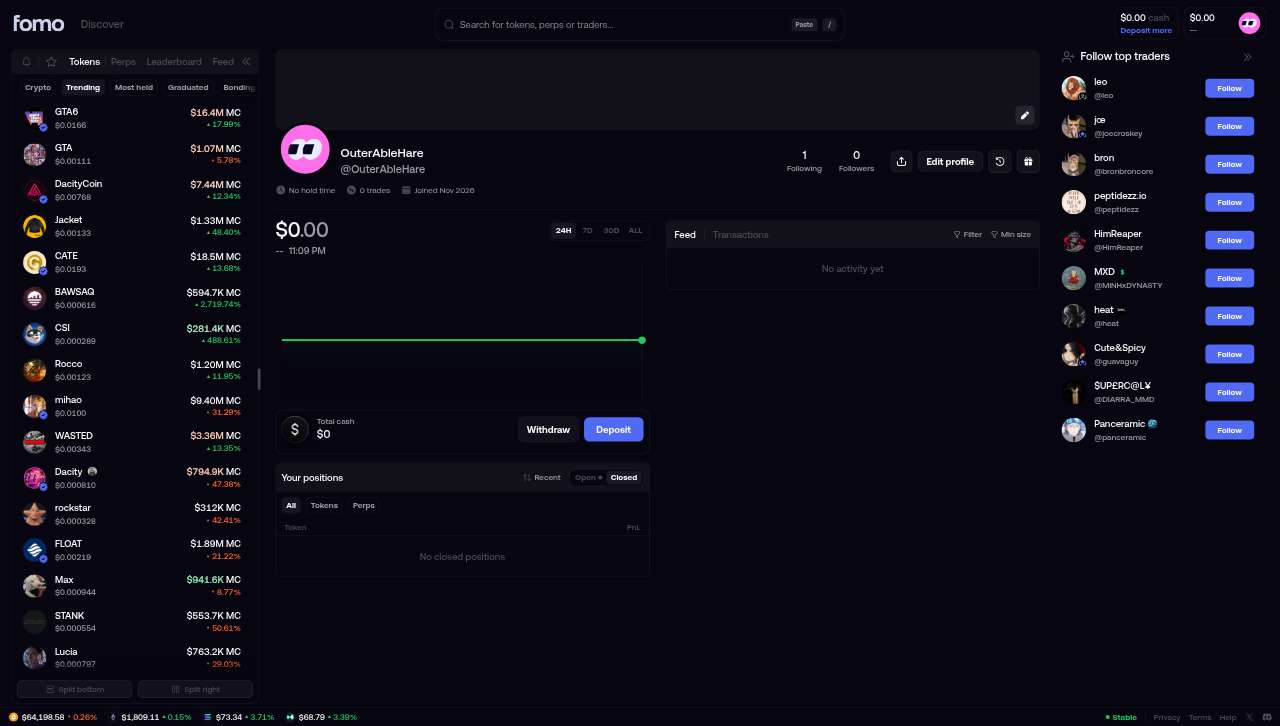 fomo
Discover
Search for tokens, perps or traders...
Paste
/
$0.00 cash
Deposit more
$0.00
—
Tokens Perps Leaderboard Feed
Crypto Trending Most held Graduated Bonding
GTA6 $16.4M MC
$0.0166 17.99%
GTA $1.07M MC
$0.00111 5.78%
DacityCoin $7.44M MC
$0.00768 12.34%
Jacket $1.33M MC
$0.00133 48.40%
CATE $18.5M MC
$0.0193 13.68%
BAWSAQ $594.7K MC
$0.000616 2,719.74%
CSI $281.4K MC
$0.000289 488.61%
Rocco $1.20M MC
$0.00123 11.95%
mihao $9.40M MC
$0.0100 31.29%
WASTED $3.36M MC
$0.00343 13.35%
Dacity $794.9K MC
$0.000810 47.38%
rockstar $312K MC
$0.000328 42.41%
FLOAT $1.89M MC
$0.00219 21.22%
Max $941.6K MC
$0.000944 8.77%
STANK $553.7K MC
$0.000554 50.61%
Lucia $763.2K MC
$0.000797 29.03%
Split bottom Split right
OuterAbleHare
@OuterAbleHare
No hold time 0 trades Joined Nov 2026
1 Following
0 Followers
Edit profile
$0.00
24H 7D 30D ALL
-- 11:09 PM
Total cash
$0
Withdraw Deposit
Your positions Recent Open Closed
All Tokens Perps
Token PnL
No closed positions
Feed Transactions Filter Min size
No activity yet
Follow top traders
leo
@leo
Follow
jœ
@joecroskey
Follow
bron
@bronbroncore
Follow
peptidezz.io
@peptidezz
Follow
HimReaper
@HimReaper
Follow
MXD
@MINHxDYNASTY
Follow
heat
@heat
Follow
Cute&Spicy
@guavaguy
Follow
$UP£RC@L¥
@DIARRA_MMD
Follow
Panceramic
@panceramic
Follow
$64,198.58 0.26% $1,809.11 0.15% $73.34 3.71% $68.79 3.39%
Stable Privacy Terms Help